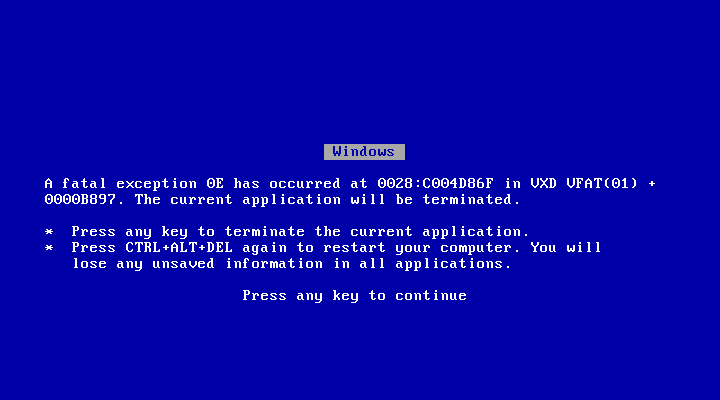 Windows
A fatal exception 0E has occurred at 0028:C004D86F in VXD VFAT(01) +
0000B897. The current application will be terminated.
* Press any key to terminate the current application.
* Press CTRL+ALT+DEL again to restart your computer. You will
lose any unsaved information in all applications.
Press any key to continue